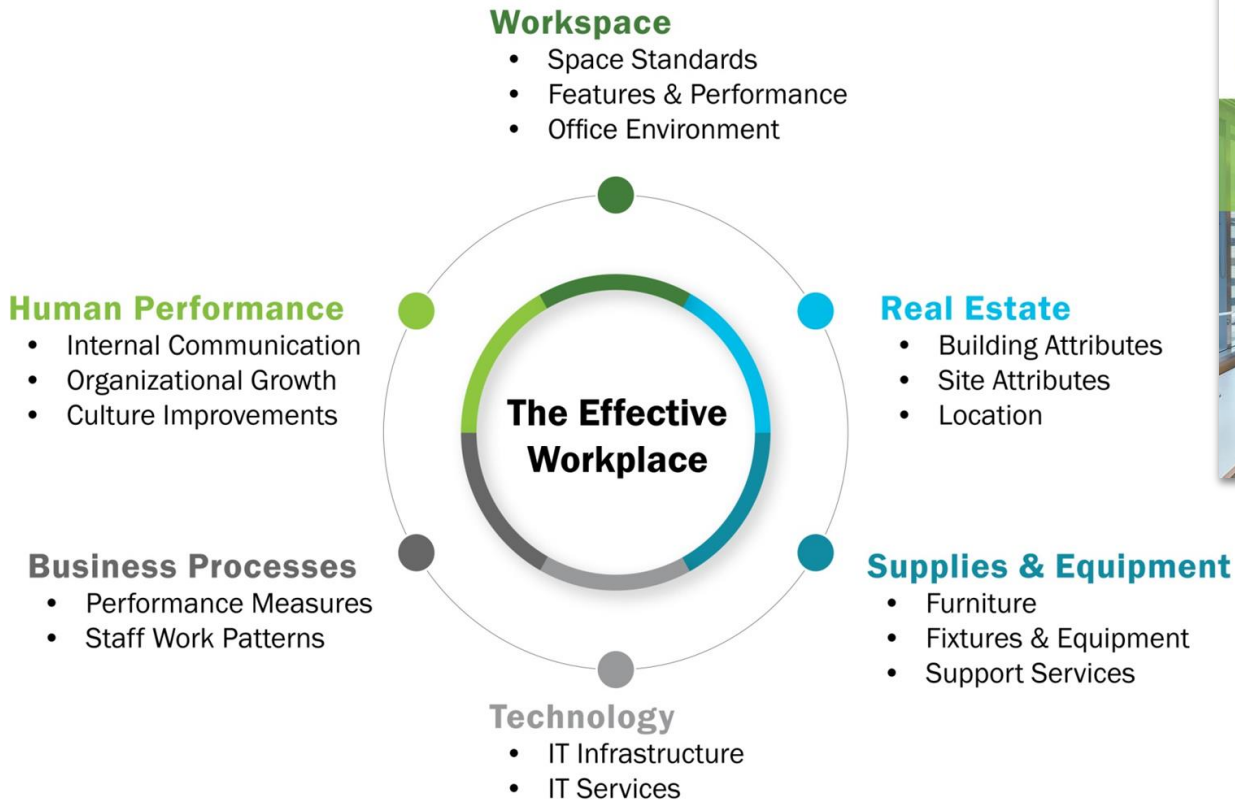 Workspace
• Space Standards
• Features & Performance
• Office Environment
Human Performance
• Internal Communication
• Organizational Growth
• Culture Improvements
The Effective
Workplace
Real Estate
• Building Attributes
• Site Attributes
• Location
Business Processes
• Performance Measures
• Staff Work Patterns
Supplies & Equipment
• Furniture
• Fixtures & Equipment
• Support Services
Technology
• IT Infrastructure
• IT Services